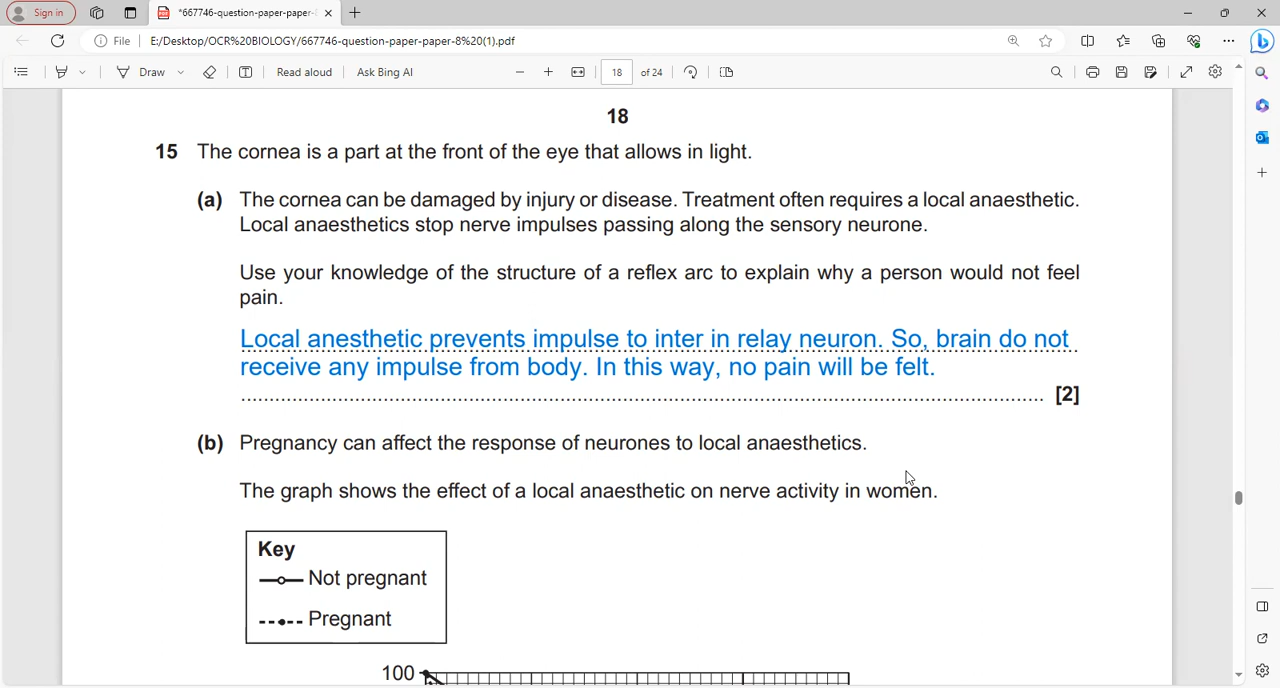 Sign in
*667746-question-paper-paper-
File
E:/Desktop/OCR%20BIOLOGY/667746-question-paper-paper-8%20(1).pdf
Draw
Read aloud
Ask Bing AI
18
of 24
18
15 The cornea is a part at the front of the eye that allows in light.
(a) The cornea can be damaged by injury or disease. Treatment often requires a local anaesthetic.
Local anaesthetics stop nerve impulses passing along the sensory neurone.
Use your knowledge of the structure of a reflex arc to explain why a person would not feel
pain.
Local anesthetic prevents impulse to inter in relay neuron. So, brain do not
receive any impulse from body. In this way, no pain will be felt.
[2]
(b) Pregnancy can affect the response of neurones to local anaesthetics.
The graph shows the effect of a local anaesthetic on nerve activity in women.
Key
Not pregnant
Pregnant
100